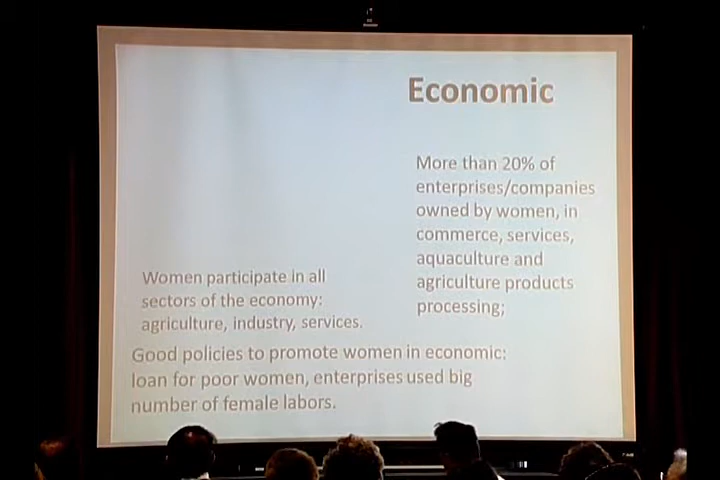 Economic
More than 20% of
enterprises/companies
owned by women, in
commerce, services,
aquaculture and
agriculture products
processing;
Women participate in all
sectors of the economy:
agriculture, industry, services.
Good policies to promote women in economic:
loan for poor women, enterprises used big
number of female labors.